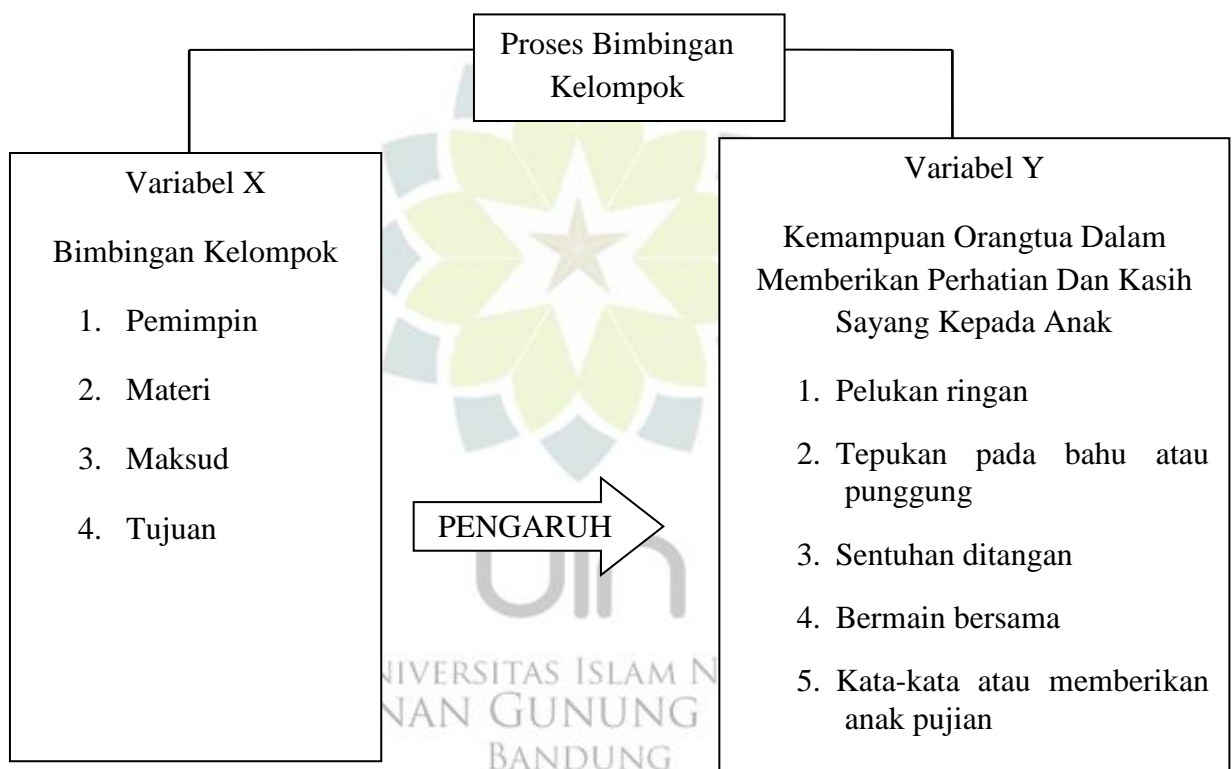 Proses Bimbingan
Kelompok
Variabel X
Bimbingan Kelompok
1. Pemimpin
2. Materi
3. Maksud
4. Tujuan
PENGARUH
Variabel Y
Kemampuan Orangtua Dalam
Memberikan Perhatian Dan Kasih
Sayang Kepada Anak
1. Pelukan ringan
2. Tepukan pada bahu atau
punggung
3. Sentuhan ditangan
4. Bermain bersama
5. Kata-kata atau memberikan
anak pujian
uin
NIVERSITAS ISLAM N
NAN GUNUNG
BANDUNG